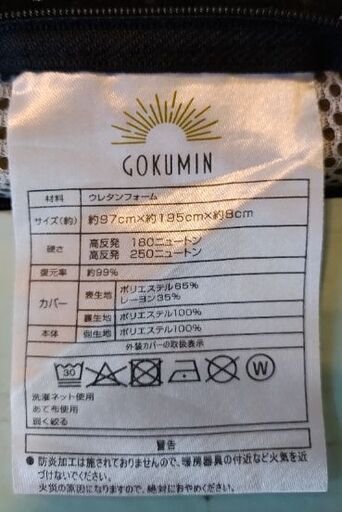 GOKUMIN
材料 ウレタンフォーム
サイズ(約) 約97cm×約195cm×約8cm
硬さ 高反発 180ニュートン
高反発 250ニュートン
復元率 約99%
カバー 表生地 ポリエステル65%
レーヨン35%
裏生地 ポリエステル100%
本体 側生地 ポリエステル100%
外装カバーの取扱表示
30 W
洗濯ネット使用
あて布使用
弱く絞る
警告
●防炎加工は施されておりませんので、暖房器具の付近など火気を近
づけないでください。
火災の原因になりますので、絶対におやめください。